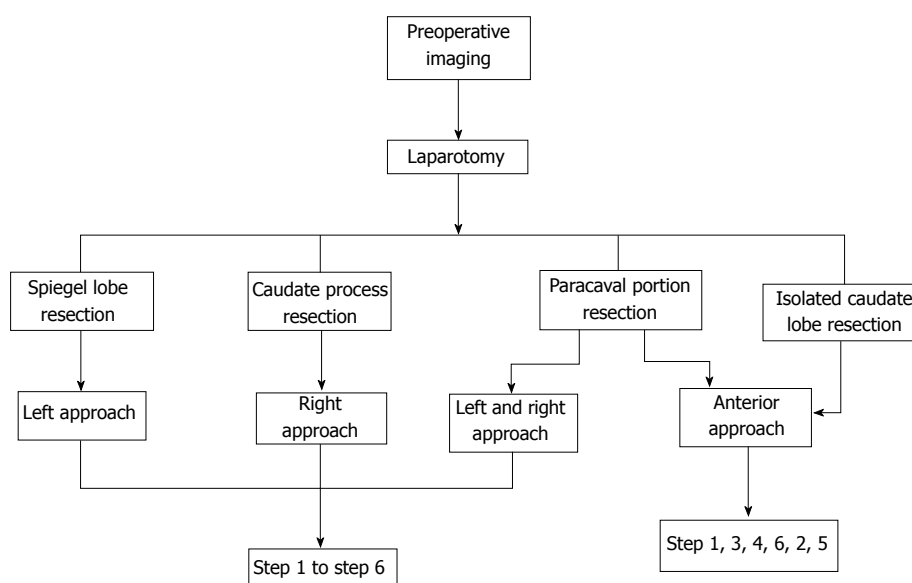 Preoperative
imaging
Laparotomy
Spiegel lobe
resection
Caudate process
resection
Paracaval portion
resection
Isolated caudate
lobe resection
Left approach
Right
approach
Left and right
approach
Anterior
approach
Step 1 to step 6
Step 1, 3, 4, 6, 2, 5